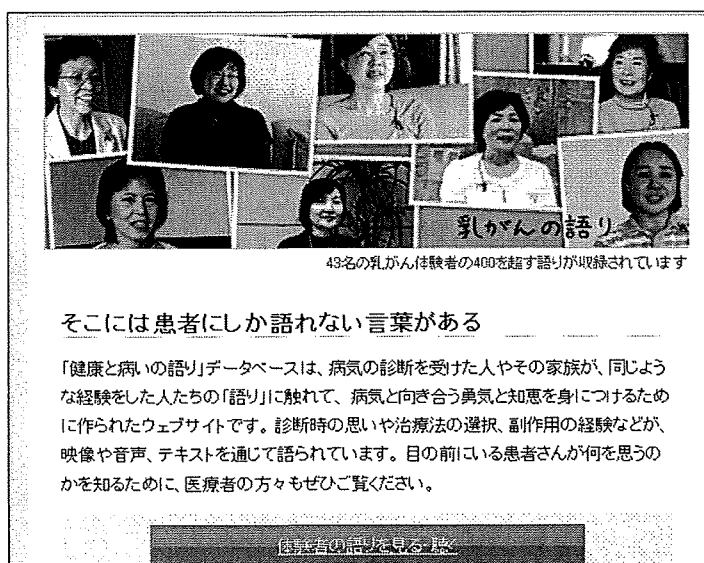 乳がんの語り
43名の乳がん体験者の400を超す語りが収録されています
そこには患者にしか語れない言葉がある
「健康と病いの語り」データベースは、病気の診断を受けた人やその家族が、同じよう
な経験をした人たちの「語り」に触れて、病気と向き合う勇気と知恵を身につけるため
に作られたウェブサイトです。診断時の思いや治療法の選択、副作用の経験などが、
映像や音声、テキストを通じて語られています。目の前にいる患者さんが何を思うの
かを知るために、医療者の方々もぜひご覧ください。
体験者の語りを見る・聴く